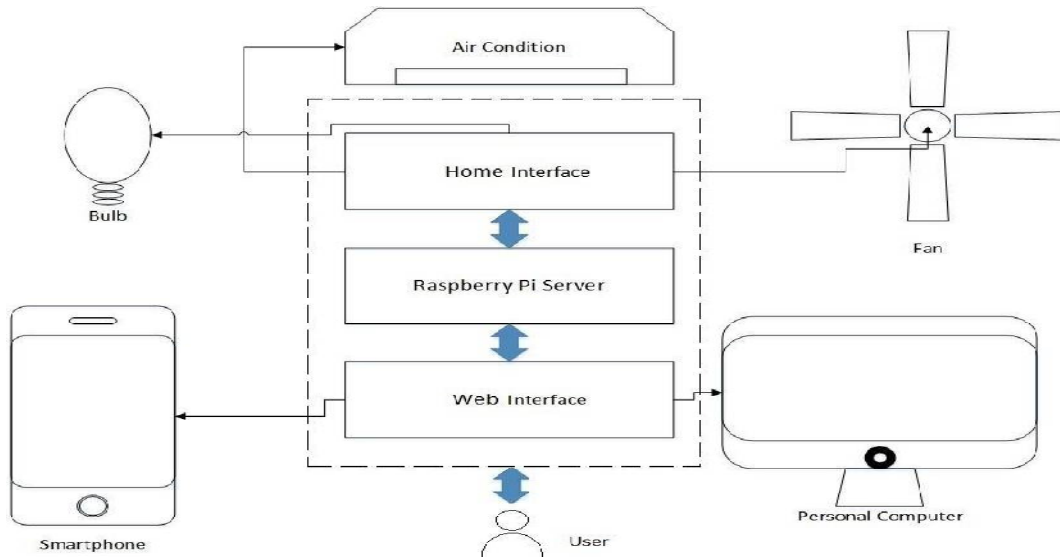 Air Condition
Home Interface
Bulb
Fan
Raspberry Pi Server
Web Interface
Personal Computer
Smartphone
User